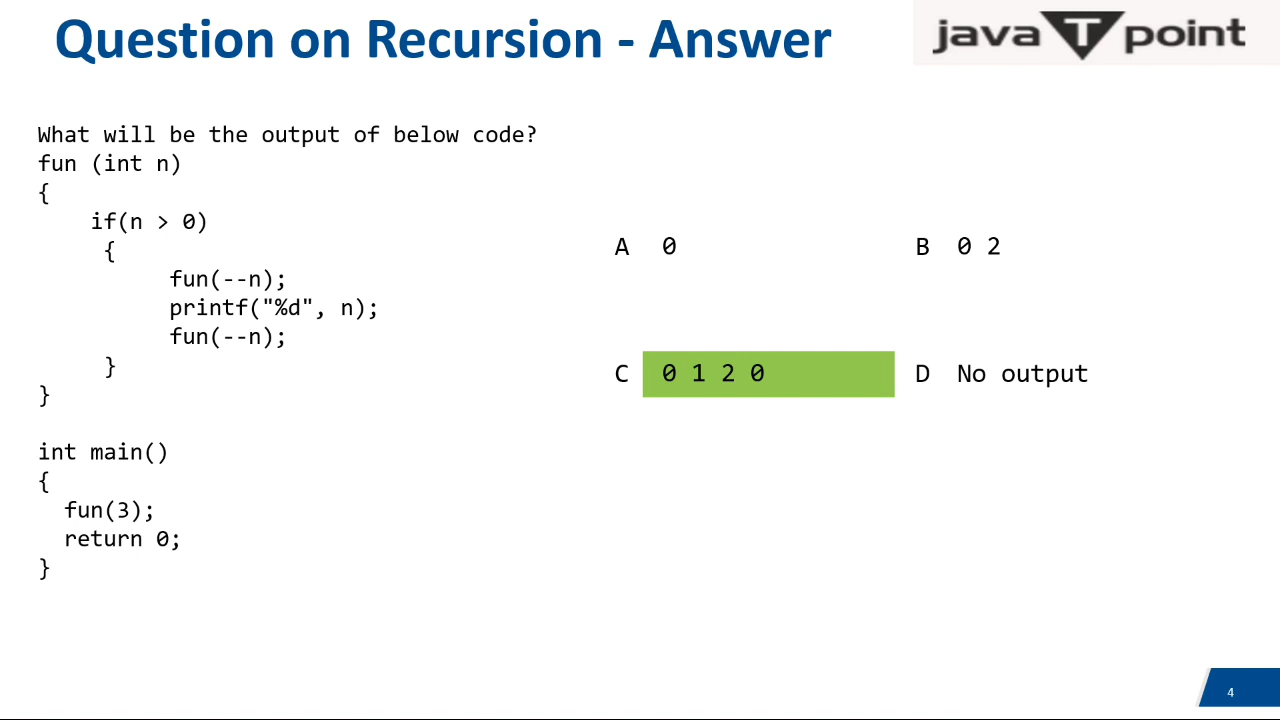 Question on Recursion - Answer
java T point
What will be the output of below code?
fun (int n)
{
if(n > 0)
{
fun(--n);
printf("%d", n);
fun(--n);
}
}
int main()
{
fun(3);
return 0;
}
A 0
B 0 2
C 0 1 2 0
D No output
4